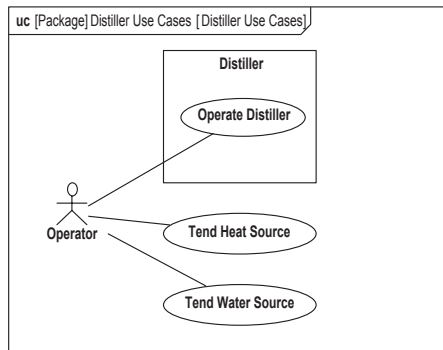 uc [Package] Distiller Use Cases [ Distiller Use Cases]
Distiller
Operate Distiller
Operator
Tend Heat Source
Tend Water Source